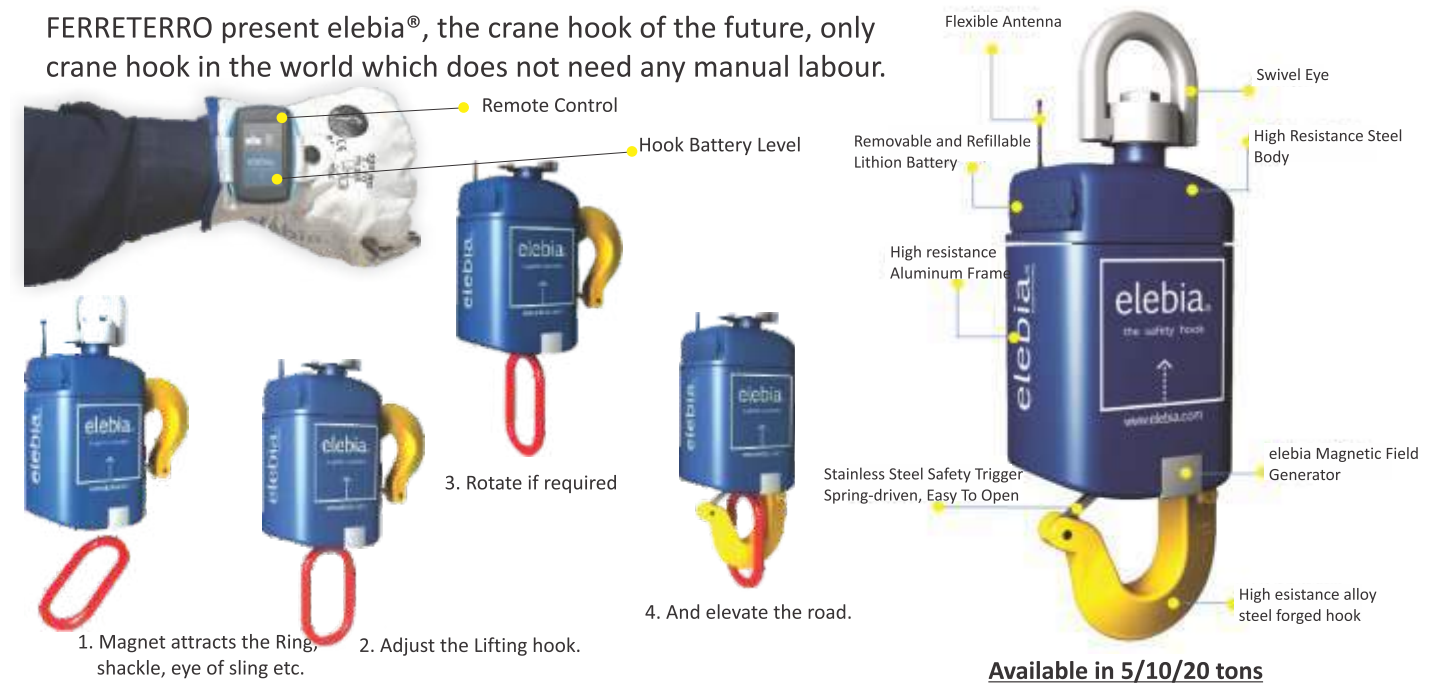 FERRETERRO present elebia®, the crane hook of the future, only
crane hook in the world which does not need any manual labour.
Remote Control
Hook Battery Level
elebia
elebia
elebia
elebia
elebia
elebia
elebia
elebia
1. Magnet attracts the Ring,
shackle, eye of sling etc.
2. Adjust the Lifting hook.
3. Rotate if required
4. And elevate the road.
Flexible Antenna
Swivel Eye
Removable and Refillable
Lithion Battery
High Resistance Steel
Body
High resistance
Aluminum Frame
elebia
elebia®
the safety hook
www.elebia.com
Stainless Steel Safety Trigger
Spring-driven, Easy To Open
elebia Magnetic Field
Generator
High esistance alloy
steel forged hook
Available in 5/10/20 tons